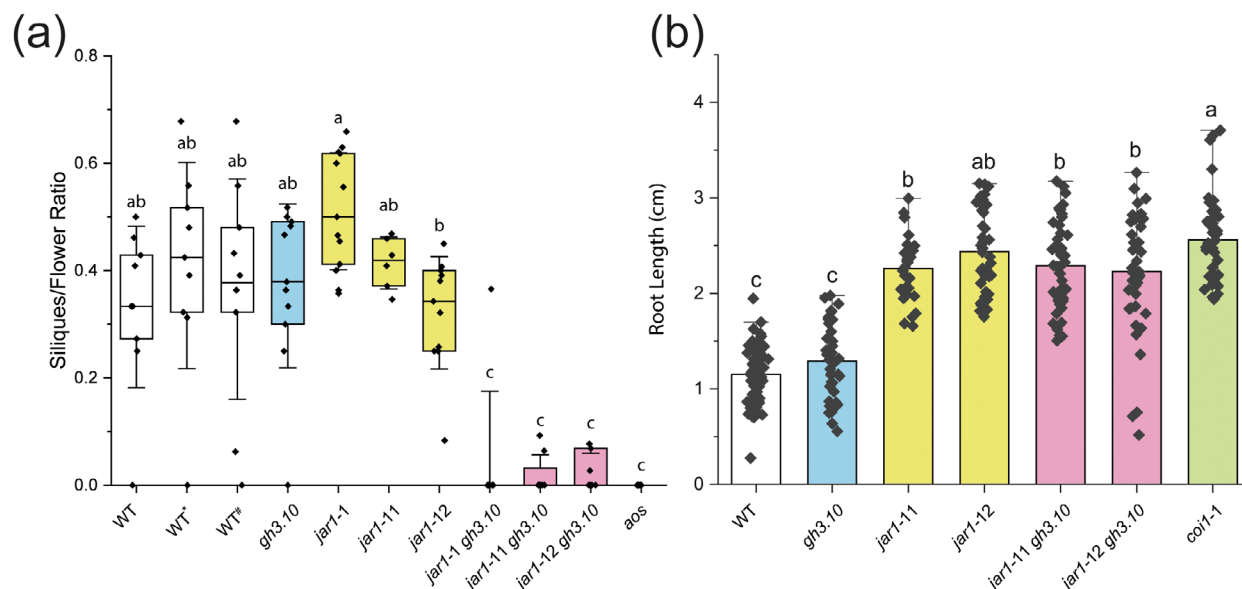 (a)
Siliques/Flower Ratio
0.8
0.6
0.4
0.2
0.0
ab
ab
ab
ab
a
ab
b
c
c
c
c
WT
WT*
WT#
gh3.10
jar1-1
jar1-11
jar1-12
jar1-1 gh3.10
jar1-11 gh3.10
jar1-12 gh3.10
aos
(b)
Root Length (cm)
4
3
2
1
0
c
c
b
ab
b
b
a
WT
gh3.10
jar1-11
jar1-12
jar1-11 gh3.10
jar1-12 gh3.10
coi1-1